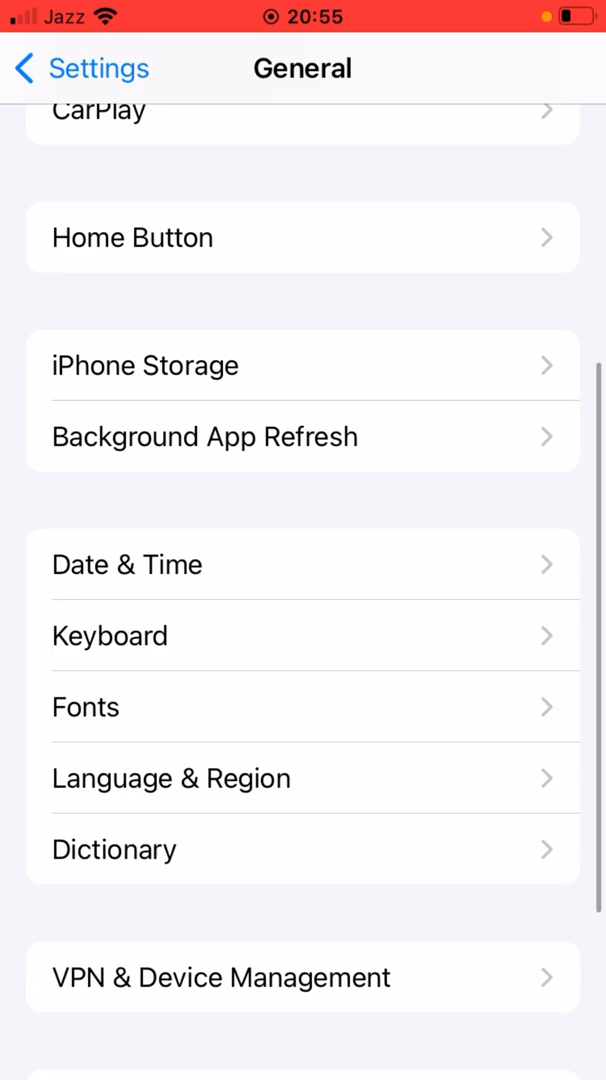 Jazz 20:55
Settings General
CarPlay
Home Button
iPhone Storage
Background App Refresh
Date & Time
Keyboard
Fonts
Language & Region
Dictionary
VPN & Device Management